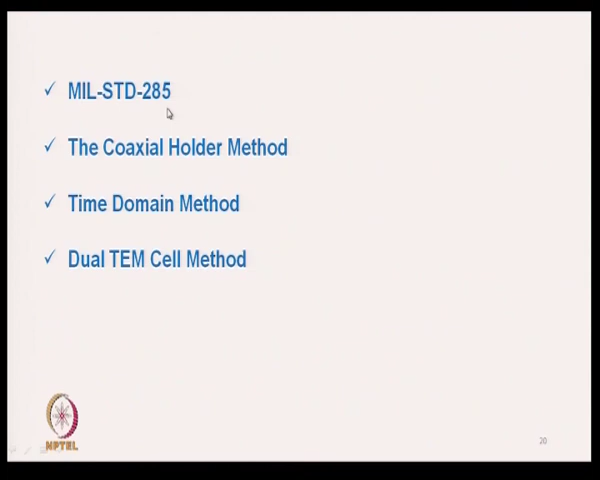 MIL-STD-285
The Coaxial Holder Method
Time Domain Method
Dual TEM Cell Method
NPTEL
20